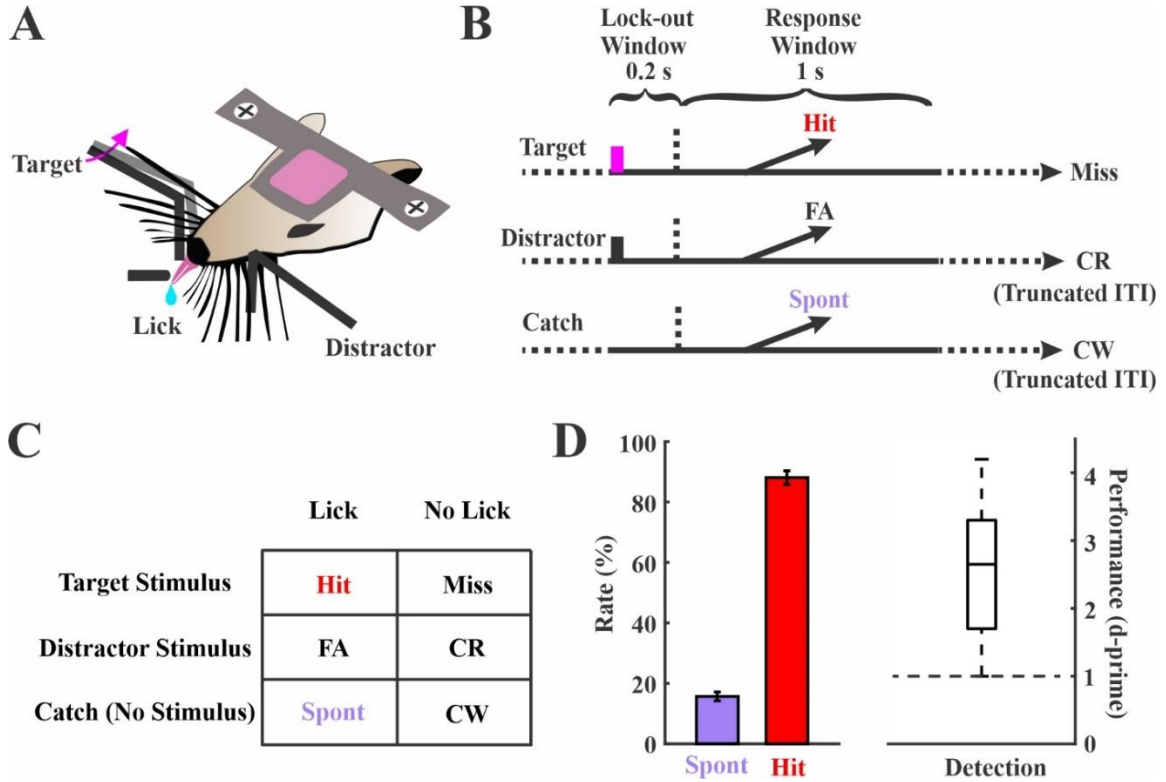 A
Target
Lick
Distractor
B
Lock-out
Window
0.2 s
Response
Window
1 s
Target
Hit
Miss
Distractor
FA
CR
(Truncated ITI)
Catch
Spont
CW
(Truncated ITI)
C
Lick No Lick
Target Stimulus Hit Miss
Distractor Stimulus FA CR
Catch (No Stimulus) Spont CW
D
Rate (%)
100
80
60
40
20
0
Spont Hit
4
3
2
1
0
Performance (d-prime)
Detection